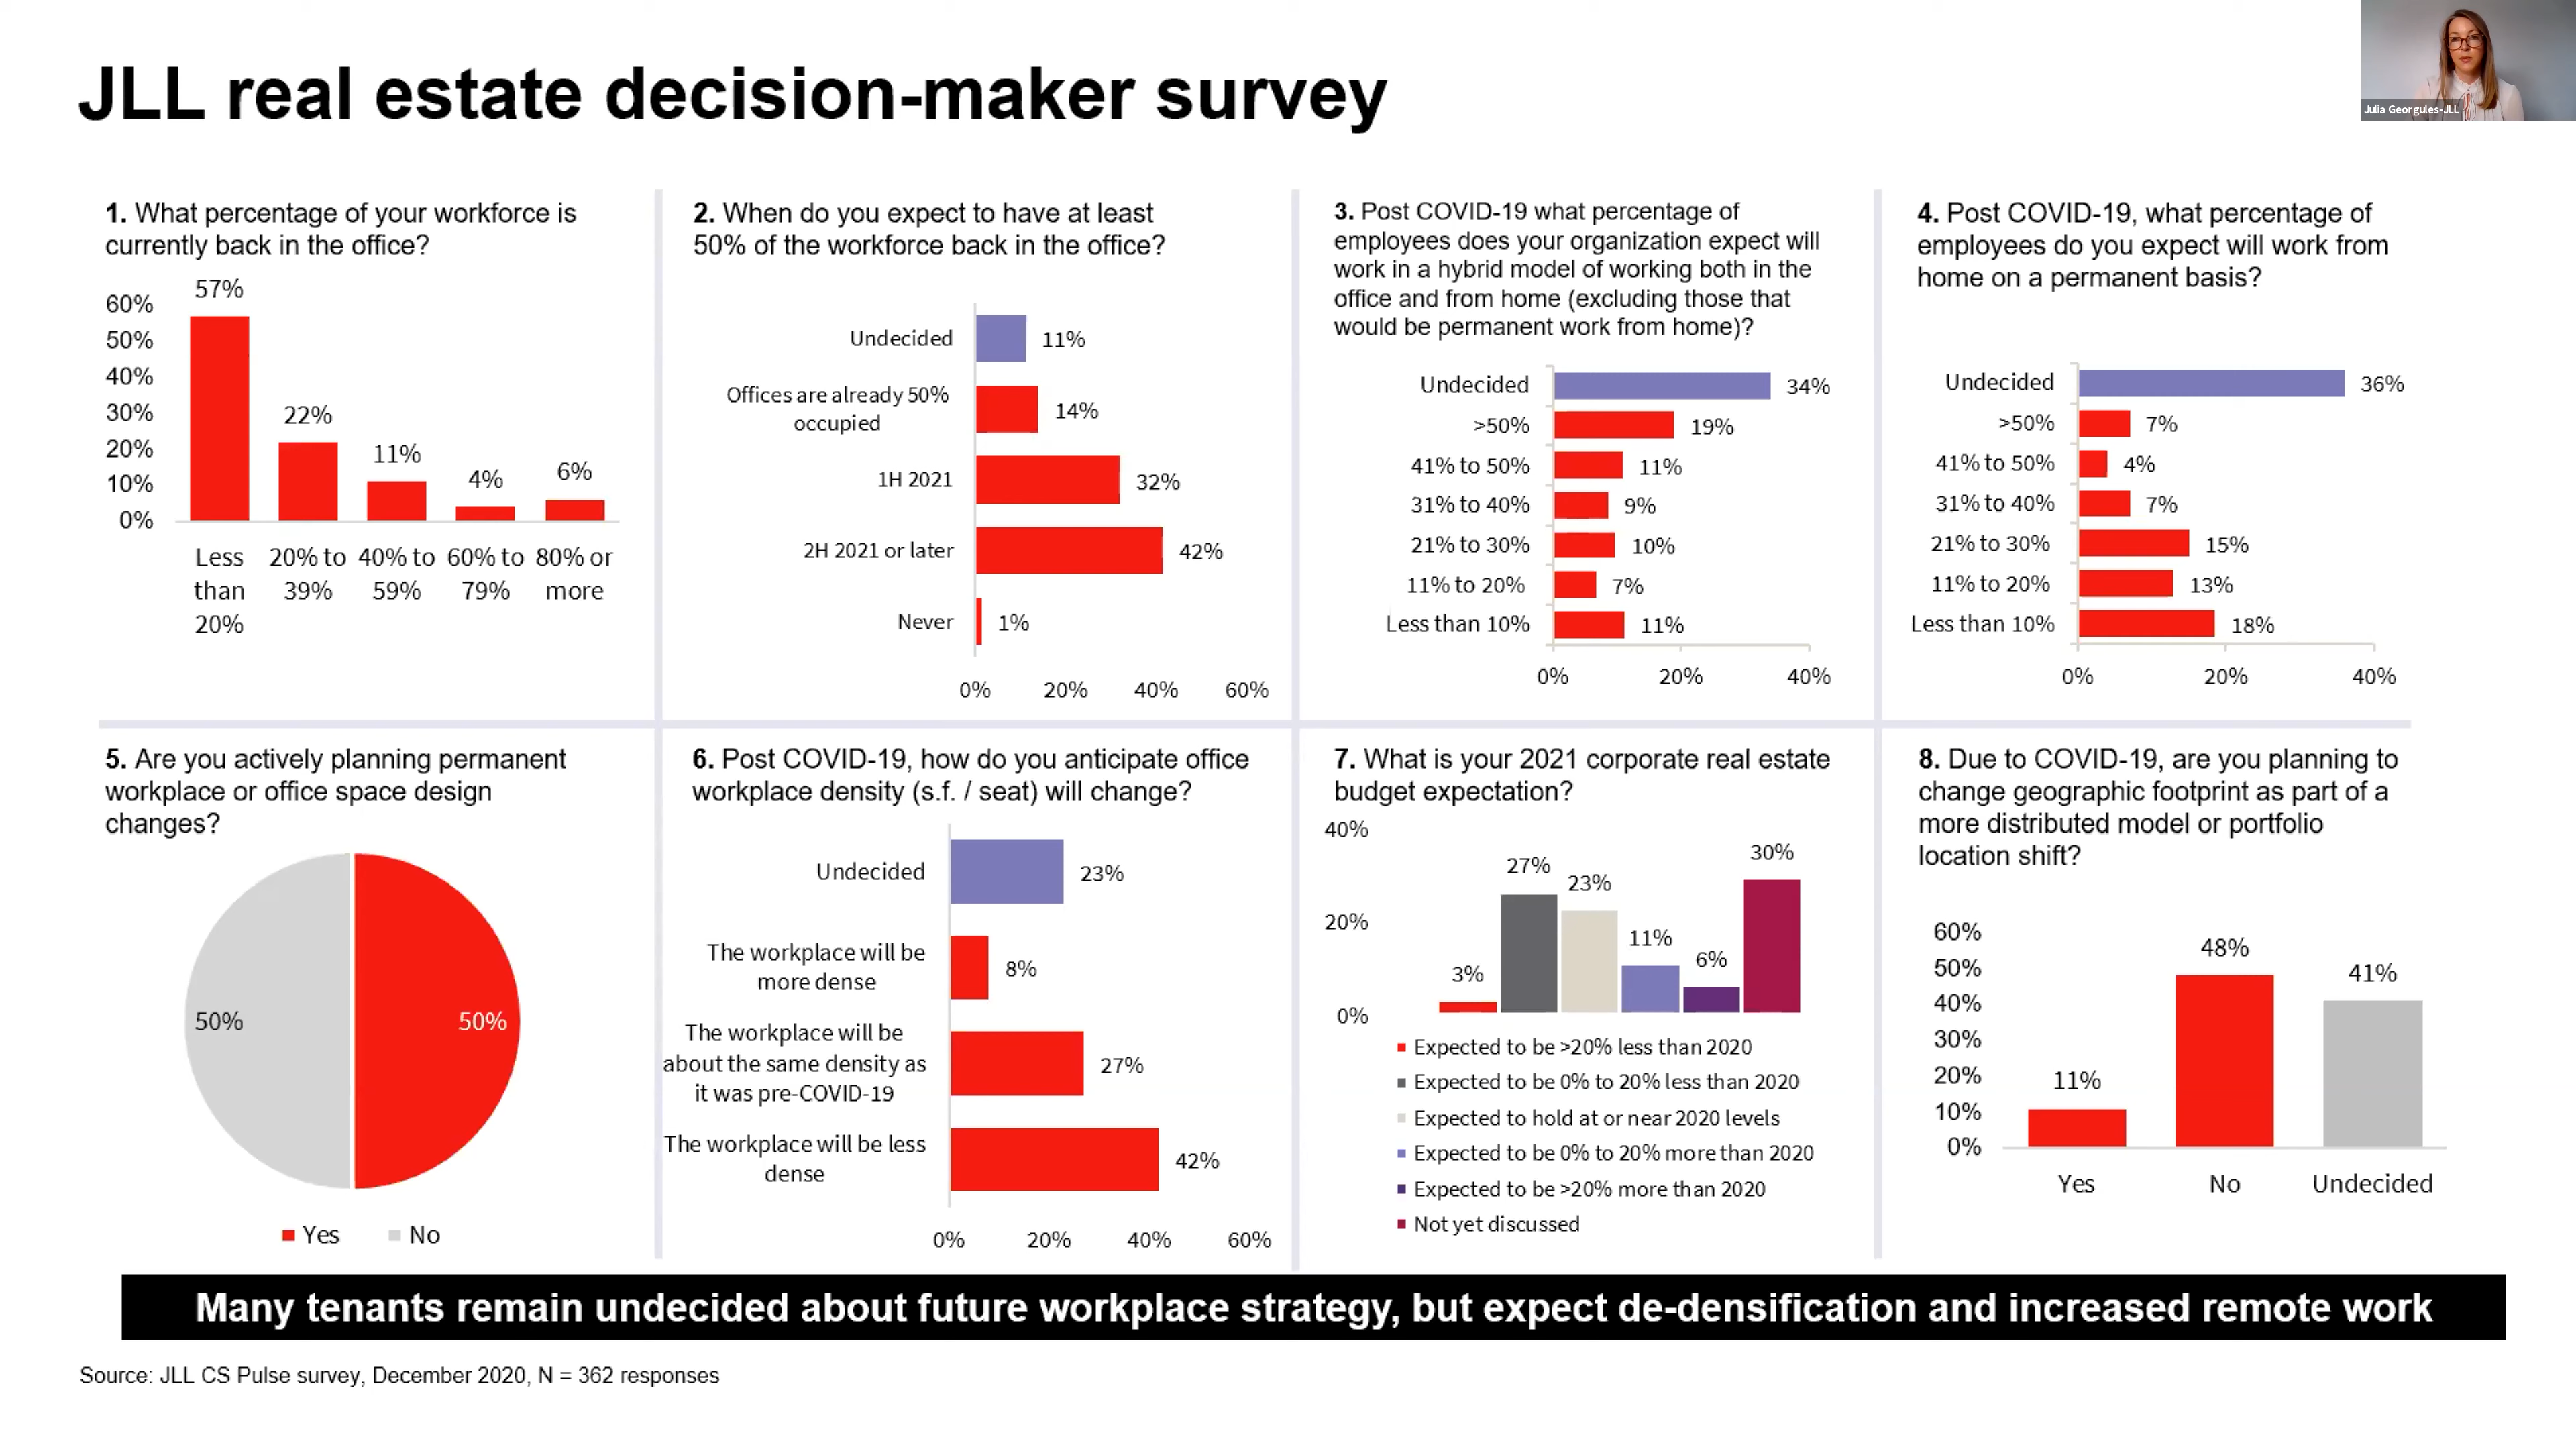 JLL real estate decision-maker survey
Julia Georgules-JLL
1. What percentage of your workforce is
currently back in the office?
57%
60%
50%
40%
30%
20%
10%
0%
22%
11%
4%
6%
Less
than
20%
20% to
39%
40% to
59%
60% to
79%
80% or
more
2. When do you expect to have at least
50% of the workforce back in the office?
Undecided
11%
Offices are already 50%
occupied
14%
1H 2021
32%
2H 2021 or later
42%
Never
1%
0%
20%
40%
60%
3. Post COVID-19 what percentage of
employees does your organization expect will
work in a hybrid model of working both in the
office and from home (excluding those that
would be permanent work from home)?
Undecided
34%
>50%
19%
41% to 50%
11%
31% to 40%
9%
21% to 30%
10%
11% to 20%
7%
Less than 10%
11%
0%
20%
40%
4. Post COVID-19, what percentage of
employees do you expect will work from
home on a permanent basis?
Undecided
36%
>50%
7%
41% to 50%
4%
31% to 40%
7%
21% to 30%
15%
11% to 20%
13%
Less than 10%
18%
0%
20%
40%
5. Are you actively planning permanent
workplace or office space design
changes?
50%
50%
Yes
No
6. Post COVID-19, how do you anticipate office
workplace density (s.f. / seat) will change?
Undecided
23%
The workplace will be
more dense
8%
The workplace will be
about the same density as
it was pre-COVID-19
27%
The workplace will be less
dense
42%
0%
20%
40%
60%
7. What is your 2021 corporate real estate
budget expectation?
40%
20%
0%
3%
27%
23%
11%
6%
30%
Expected to be >20% less than 2020
Expected to be 0% to 20% less than 2020
Expected to hold at or near 2020 levels
Expected to be 0% to 20% more than 2020
Expected to be >20% more than 2020
Not yet discussed
8. Due to COVID-19, are you planning to
change geographic footprint as part of a
more distributed model or portfolio
location shift?
60%
50%
40%
30%
20%
10%
0%
11%
48%
41%
Yes
No
Undecided
Many tenants remain undecided about future workplace strategy, but expect de-densification and increased remote work
Source: JLL CS Pulse survey, December 2020, N = 362 responses